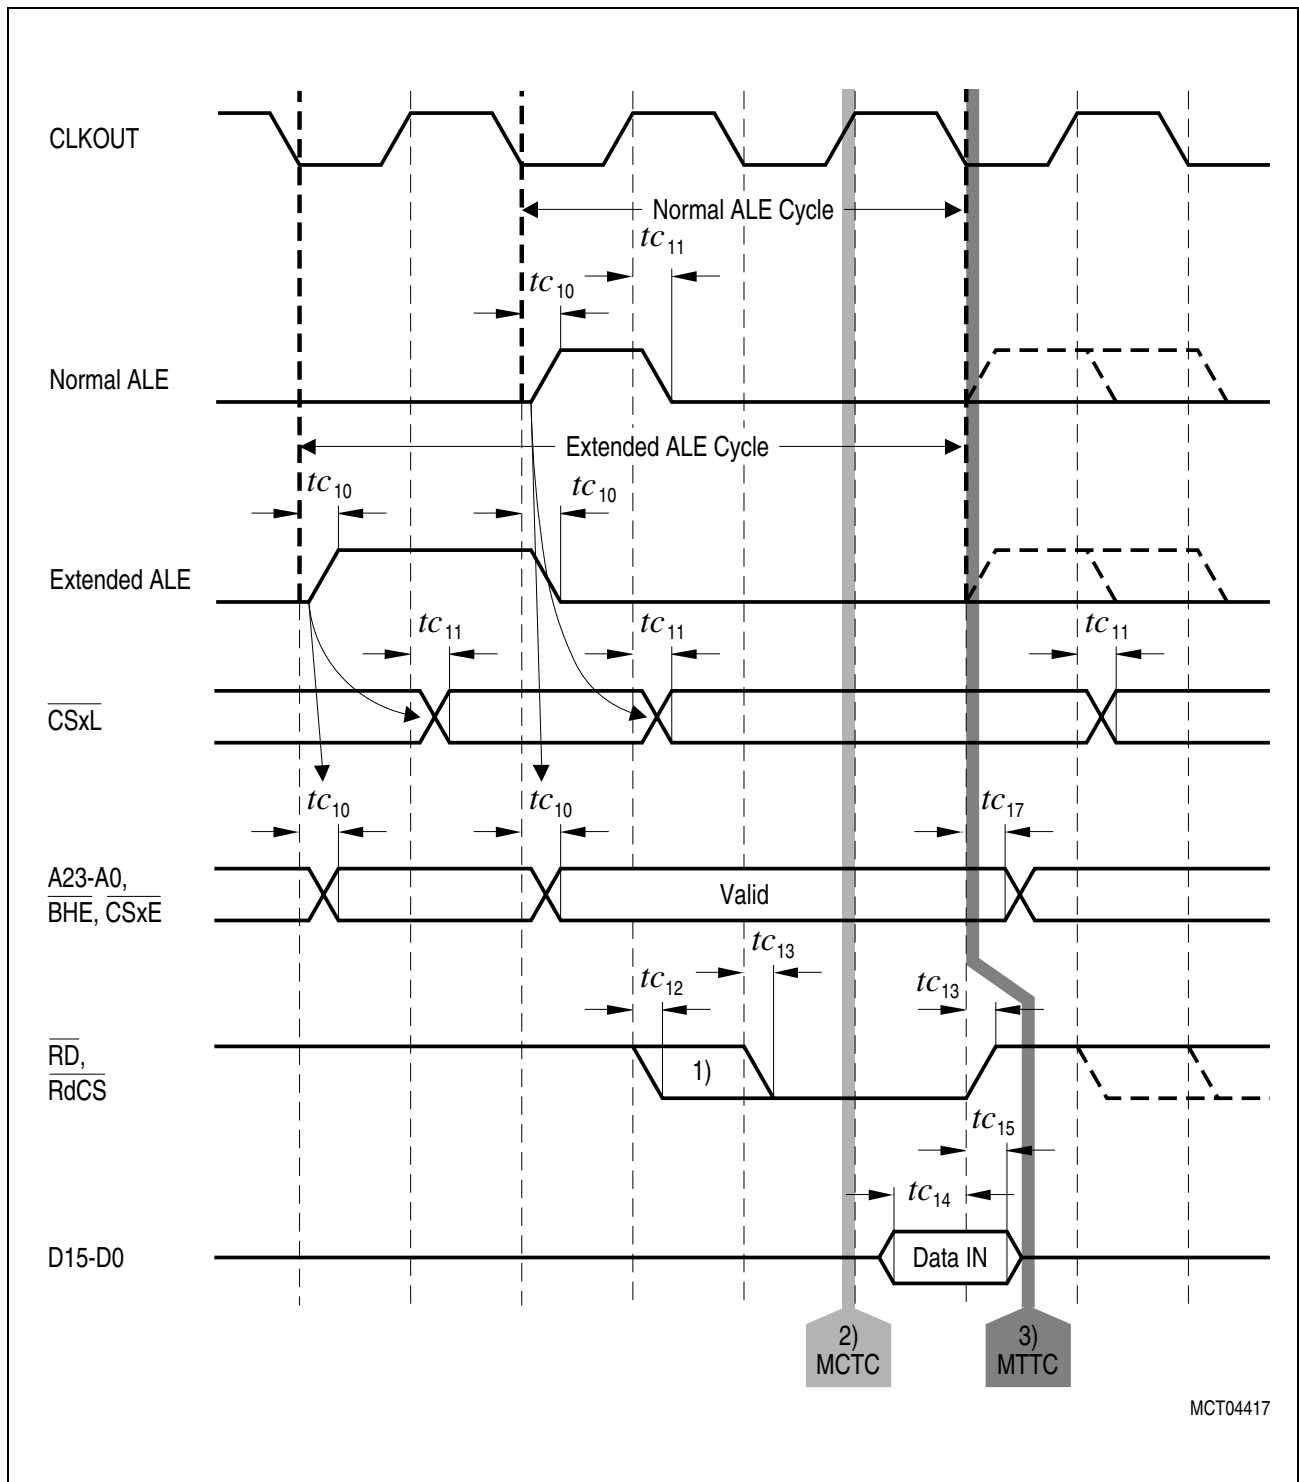 CLKOUT
Normal ALE Cycle
tc11
tc10
Normal ALE
Extended ALE Cycle
tc10
tc10
Extended ALE
tc11
tc11
tc11
CSxL
tc10
tc10
tc17
A23-A0,
BHE, CSxE
Valid
tc13
tc12
tc13
RD,
RdCS
1)
tc15
tc14
D15-D0
Data IN
2)
MCTC
3)
MTTC
MCT04417